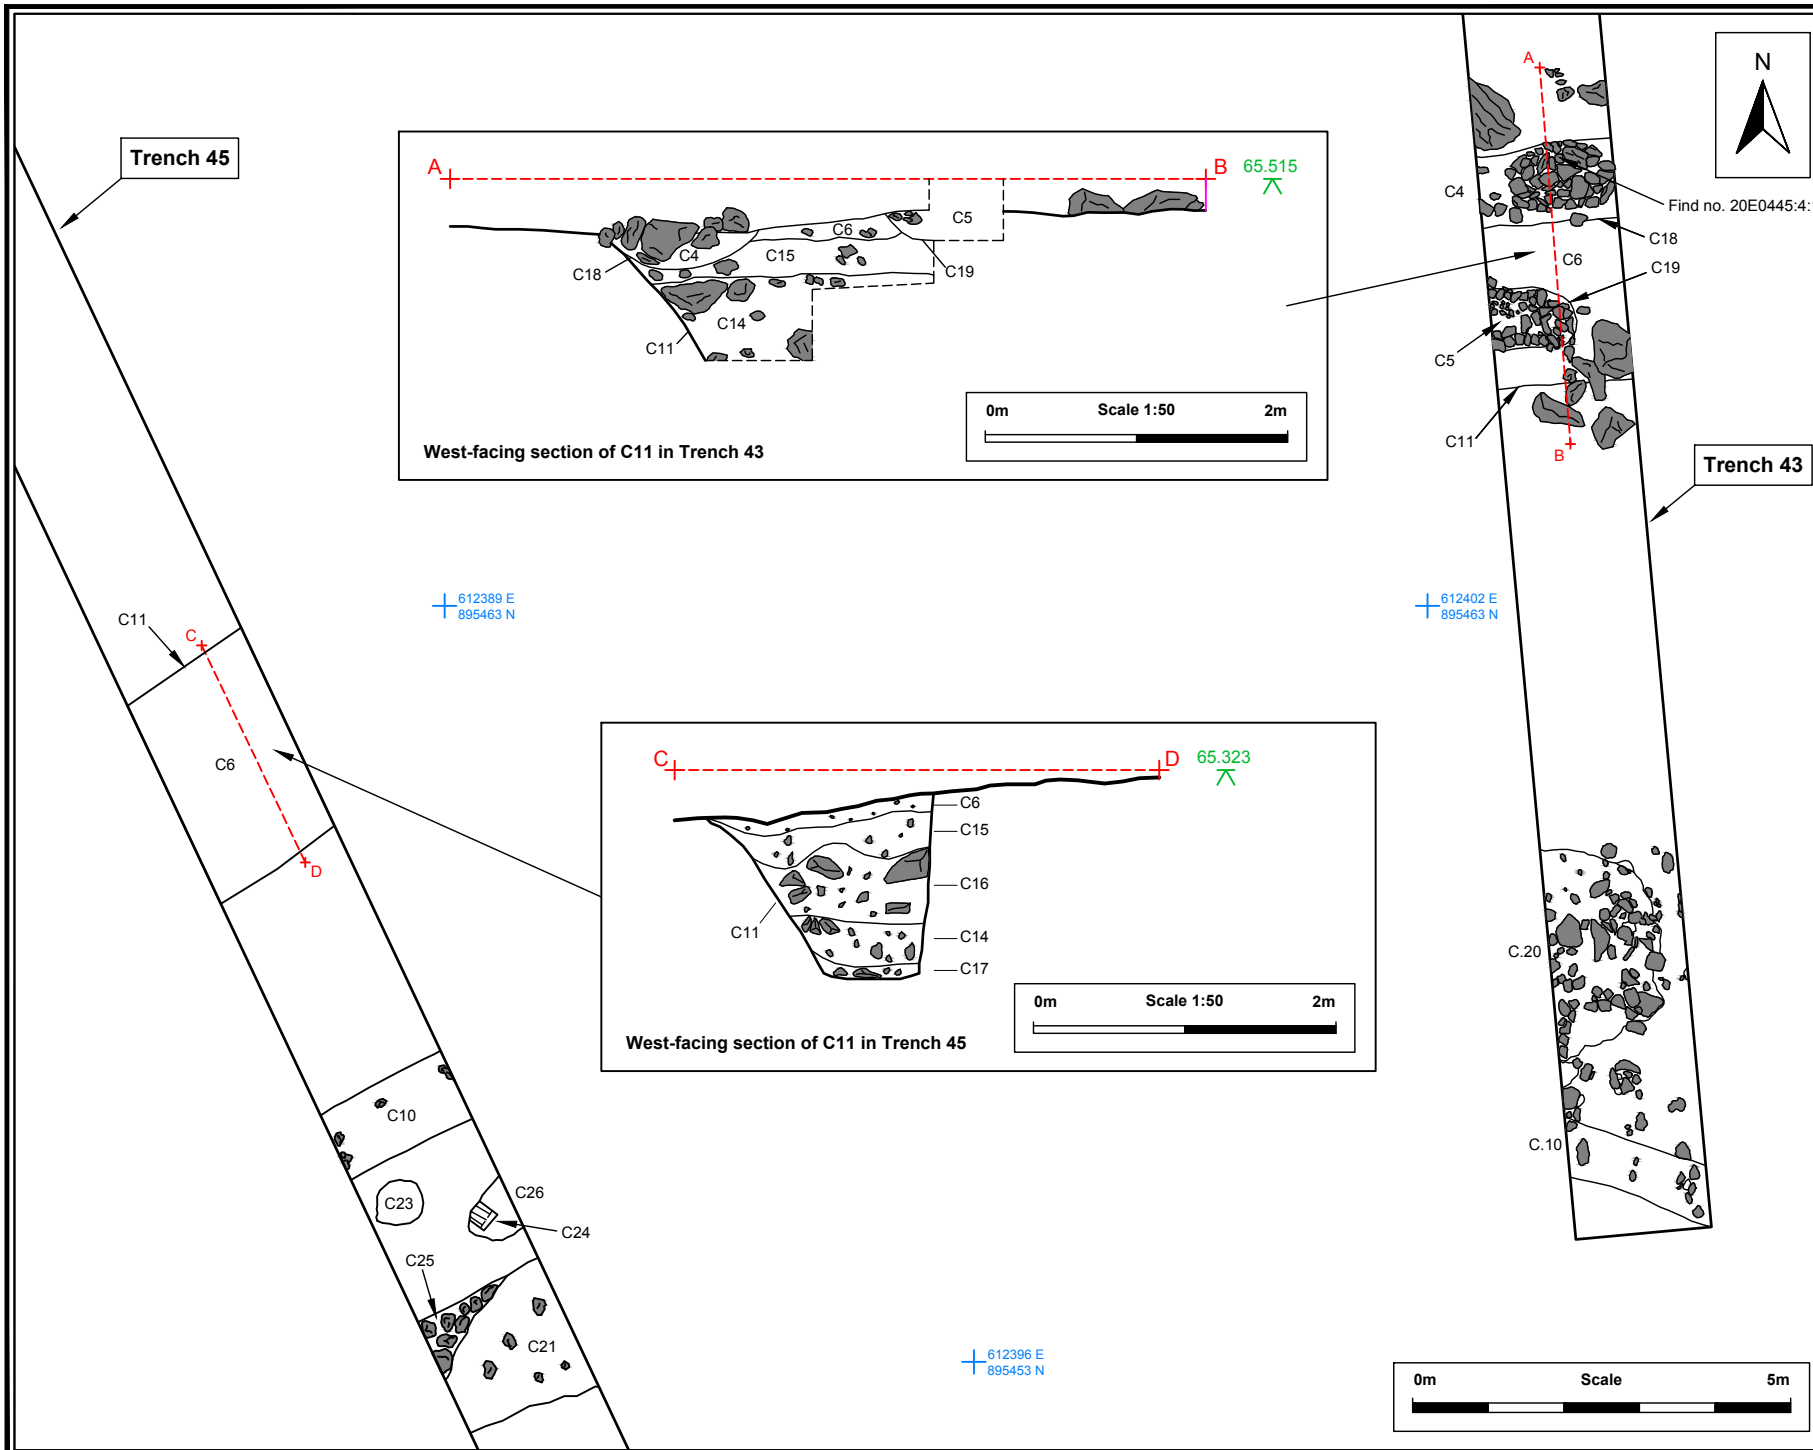 Trench 45
A
B
65.515
C5
C6
C4
C15
C18
C19
C14
C11
0m Scale 1:50 2m
West-facing section of C11 in Trench 43
A
N
C4
Find no. 20E0445:4:
C18
C6
C19
C5
C11
B
Trench 43
612389 E
895463 N
612402 E
895463 N
C11
C
C6
D
C
D
65.323
C6
C15
C16
C11
C14
C17
0m Scale 1:50 2m
West-facing section of C11 in Trench 45
C.20
C.10
C10
C23
C26
C24
C25
C21
612396 E
895453 N
0m Scale 5m